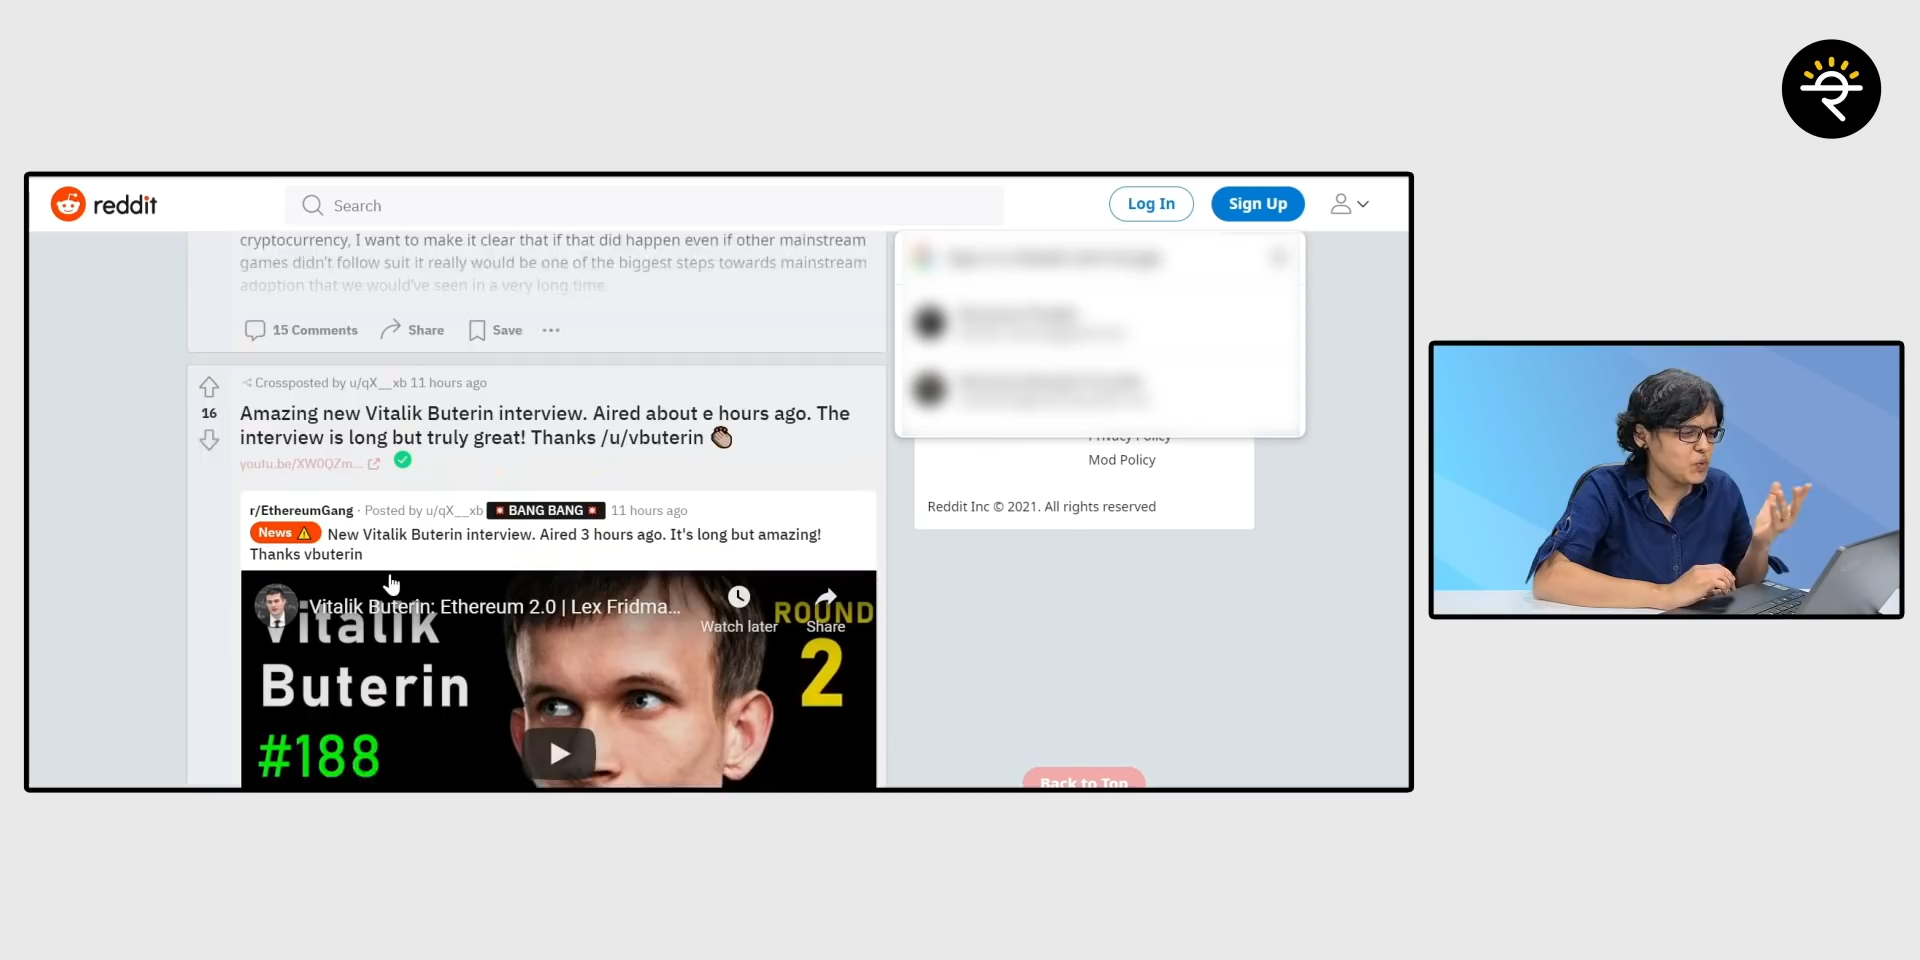 reddit
Search
Log In
Sign Up
cryptocurrency, I want to make it clear that if that did happen even if other mainstream
games didn't follow suit it really would be one of the biggest steps towards mainstream
adoption that we would've seen in a very long time.
15 Comments
Share
Save
Crossposted by u/qX__xb 11 hours ago
16
Amazing new Vitalik Buterin interview. Aired about e hours ago. The
interview is long but truly great! Thanks /u/vbuterin
youtu.be/XW0QZm...
r/EthereumGang · Posted by u/qX__xb BANG BANG 11 hours ago
News New Vitalik Buterin interview. Aired 3 hours ago. It's long but amazing!
Thanks vbuterin
Vitalik Buterin: Ethereum 2.0 | Lex Fridma...
Watch later
Share
Vitalik
Buterin
#188
ROUND
2
Privacy Policy
Mod Policy
Reddit Inc © 2021. All rights reserved
Back to Top